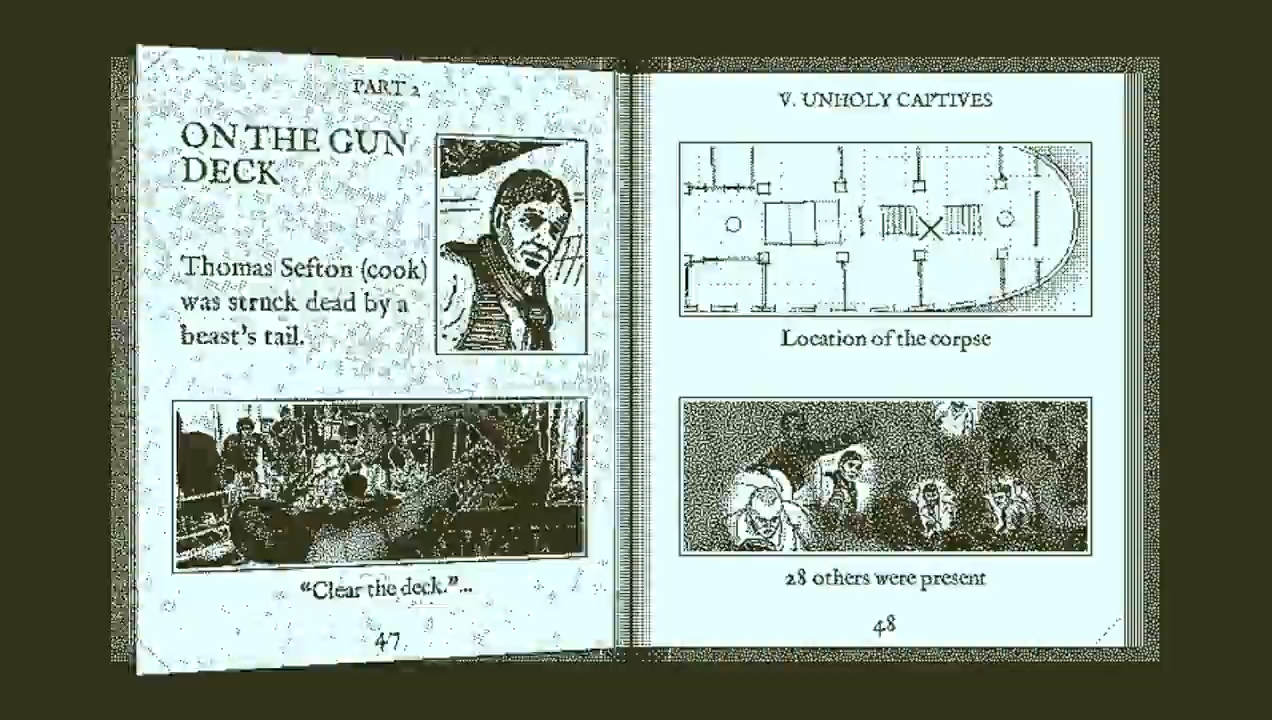 PART 2
ON THE GUN
DECK
Thomas Sefton (cook)
was struck dead by a
beast's tail.
"Clear the deck."...
47
V. UNHOLY CAPTIVES
Location of the corpse
28 others were present
48